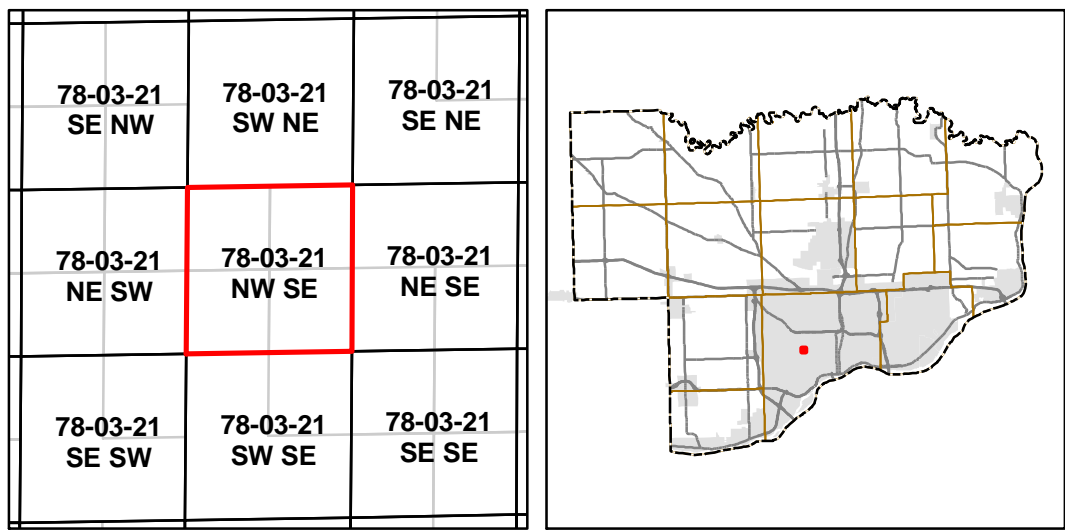 78-03-21
SE NW
78-03-21
SW NE
78-03-21
SE NE
78-03-21
NE SW
78-03-21
NW SE
78-03-21
NE SE
78-03-21
SE SW
78-03-21
SW SE
78-03-21
SE SE